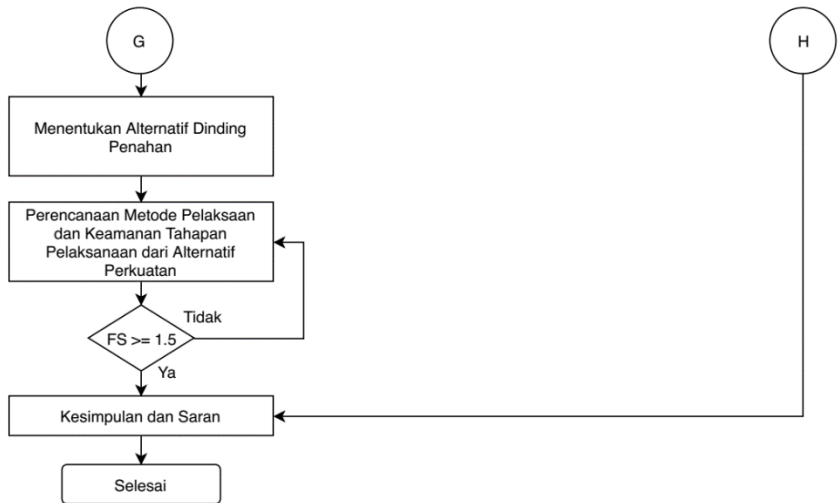 G
H
Menentukan Alternatif Dinding
Penahan
Perencanaan Metode Pelaksaan
dan Keamanan Tahapan
Pelaksanaan dari Alternatif
Perkuatan
Tidak
FS >= 1.5
Ya
Kesimpulan dan Saran
Selesai